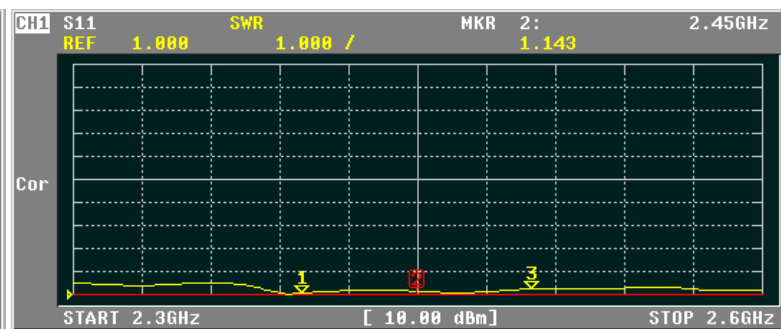 CH1 S11 SWR MKR 2: 2.45GHz
REF 1.000 1.000 / 1.143
Cor
1 2 3
START 2.3GHz [ 10.00 dBm] STOP 2.6GHz